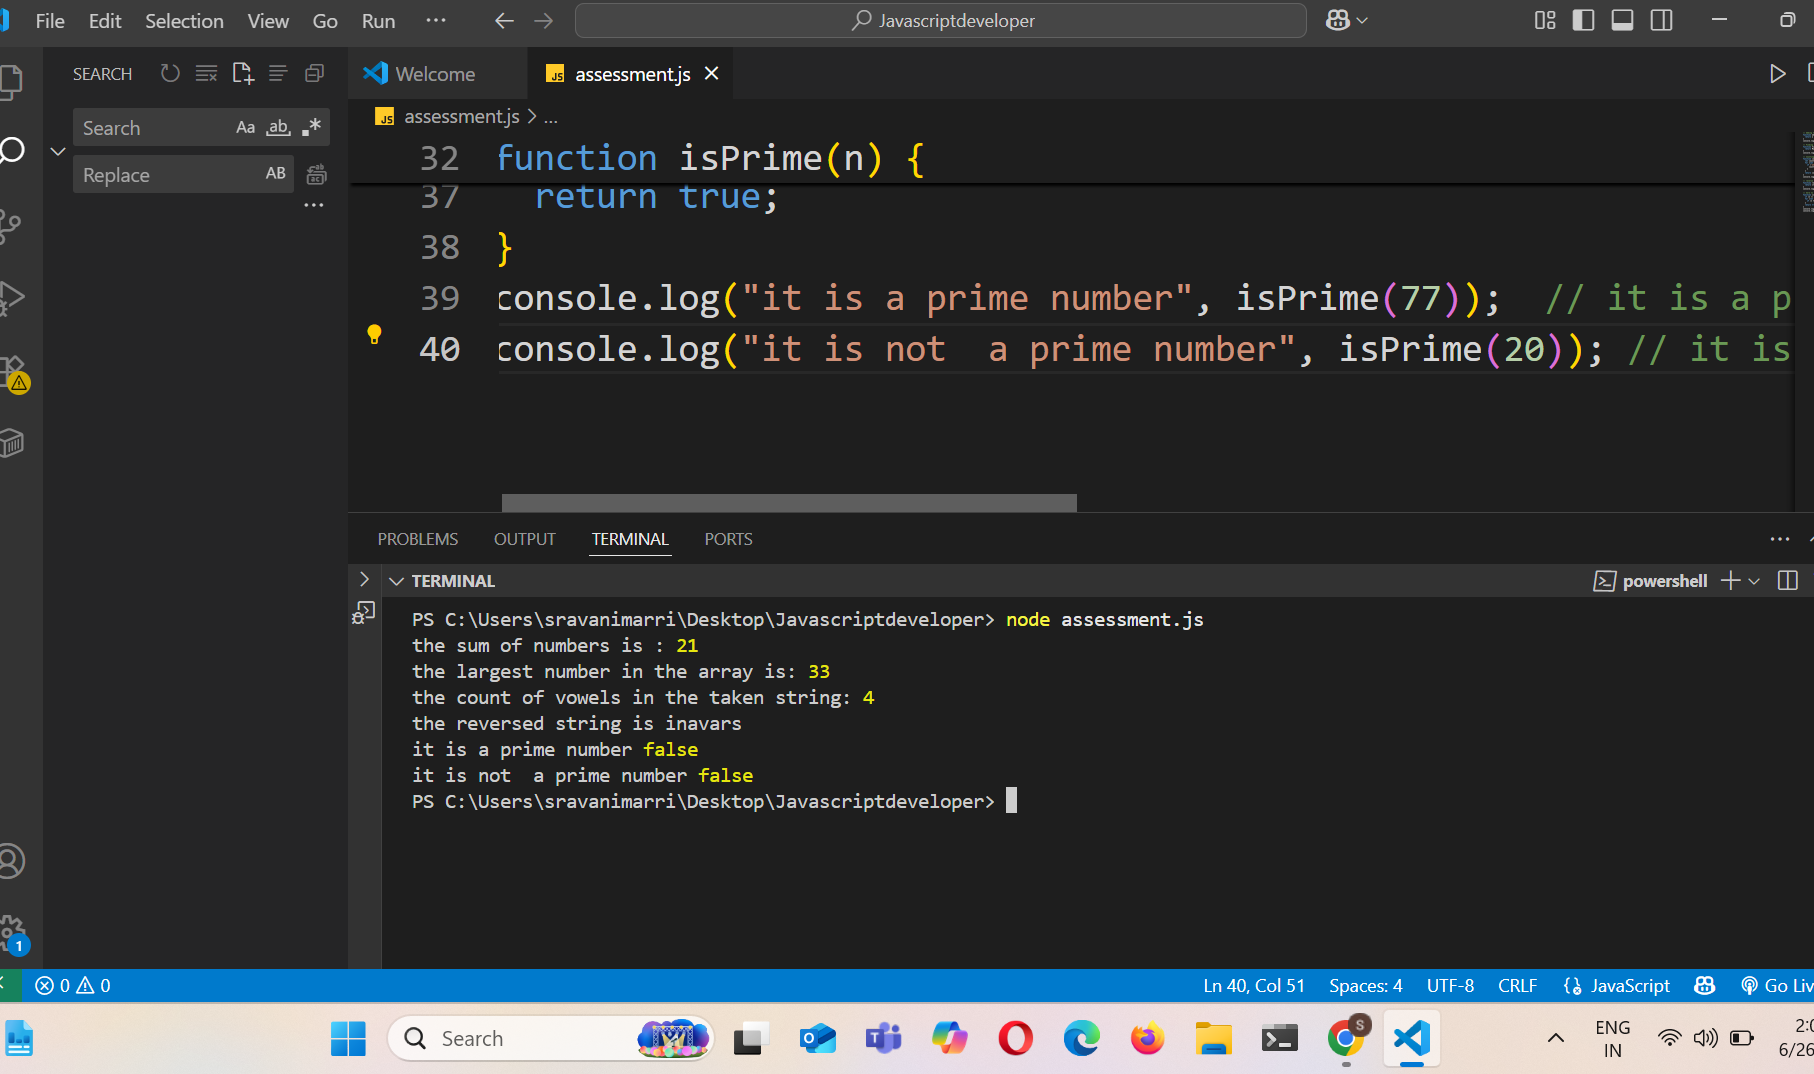 File Edit Selection View Go Run ... Javascriptdeveloper
SEARCH
Welcome
JS assessment.js
Search Aa ab .*
JS assessment.js > ...
Replace AB
32 function isPrime(n) {
37 return true;
38 }
39 console.log("it is a prime number", isPrime(77)); // it is a p
40 console.log("it is not  a prime number", isPrime(20)); // it is
PROBLEMS OUTPUT TERMINAL PORTS
TERMINAL powershell
PS C:\Users\sravanimarri\Desktop\Javascriptdeveloper> node assessment.js
the sum of numbers is : 21
the largest number in the array is: 33
the count of vowels in the taken string: 4
the reversed string is inavars
it is a prime number false
it is not  a prime number false
PS C:\Users\sravanimarri\Desktop\Javascriptdeveloper>
1
0 0 Ln 40, Col 51 Spaces: 4 UTF-8 CRLF JavaScript Go Liv
Search
S
ENG
IN
2:0
6/26